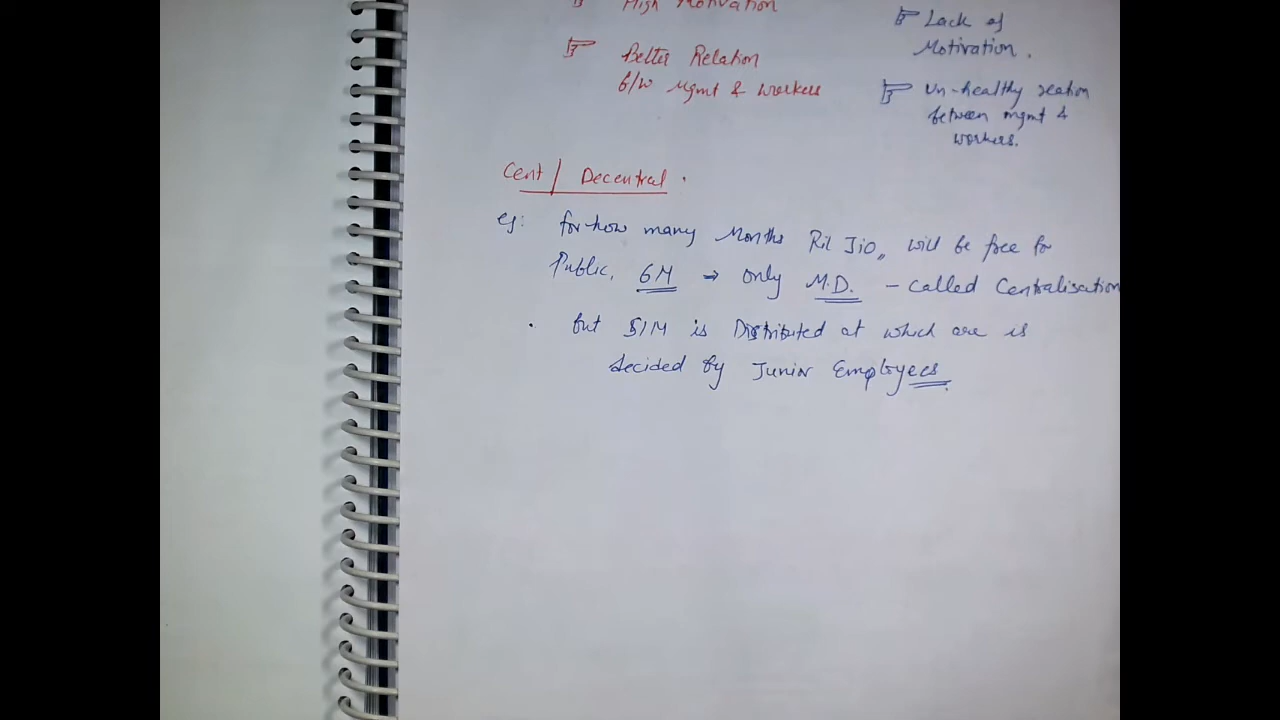 High Motivation
Better Relation
b/w Mgmt & workers
Lack of
Motivation.
Un-healthy reation
between mgmt &
workers.
Cent / Decentral.
eg: for how many Months Ril Jio,, will be free for
Public, 6M → only M.D. - called Centralisation
. but SIM is Distributed at which are is
decided by Junior Employees.